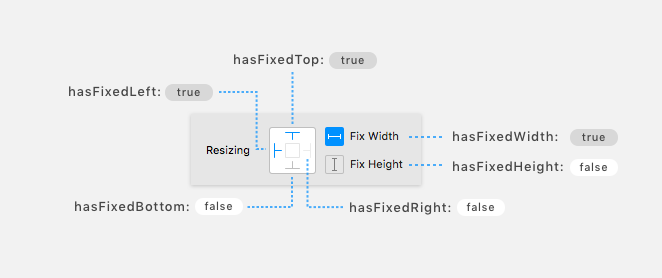 hasFixedTop: true
hasFixedLeft: true
Fix Width
hasFixedWidth: true
Resizing
Fix Height
hasFixedHeight: false
hasFixedBottom: false
hasFixedRight: false